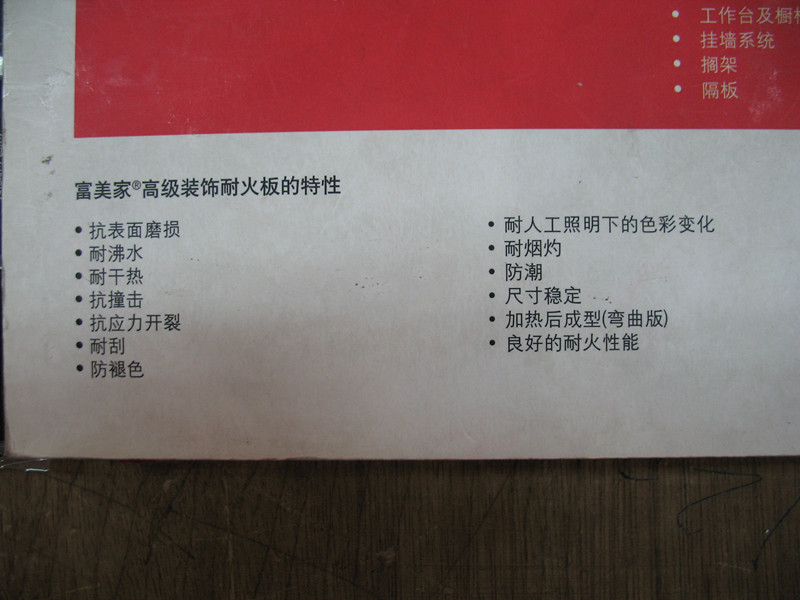 工作台及橱柜
挂墙系统
搁架
隔板
富美家®高级装饰耐火板的特性
• 抗表面磨损
• 耐沸水
• 耐干热
• 抗撞击
• 抗应力开裂
• 耐刮
• 防褪色
• 耐人工照明下的色彩变化
• 耐烟灼
• 防潮
• 尺寸稳定
• 加热后成型(弯曲版)
• 良好的耐火性能